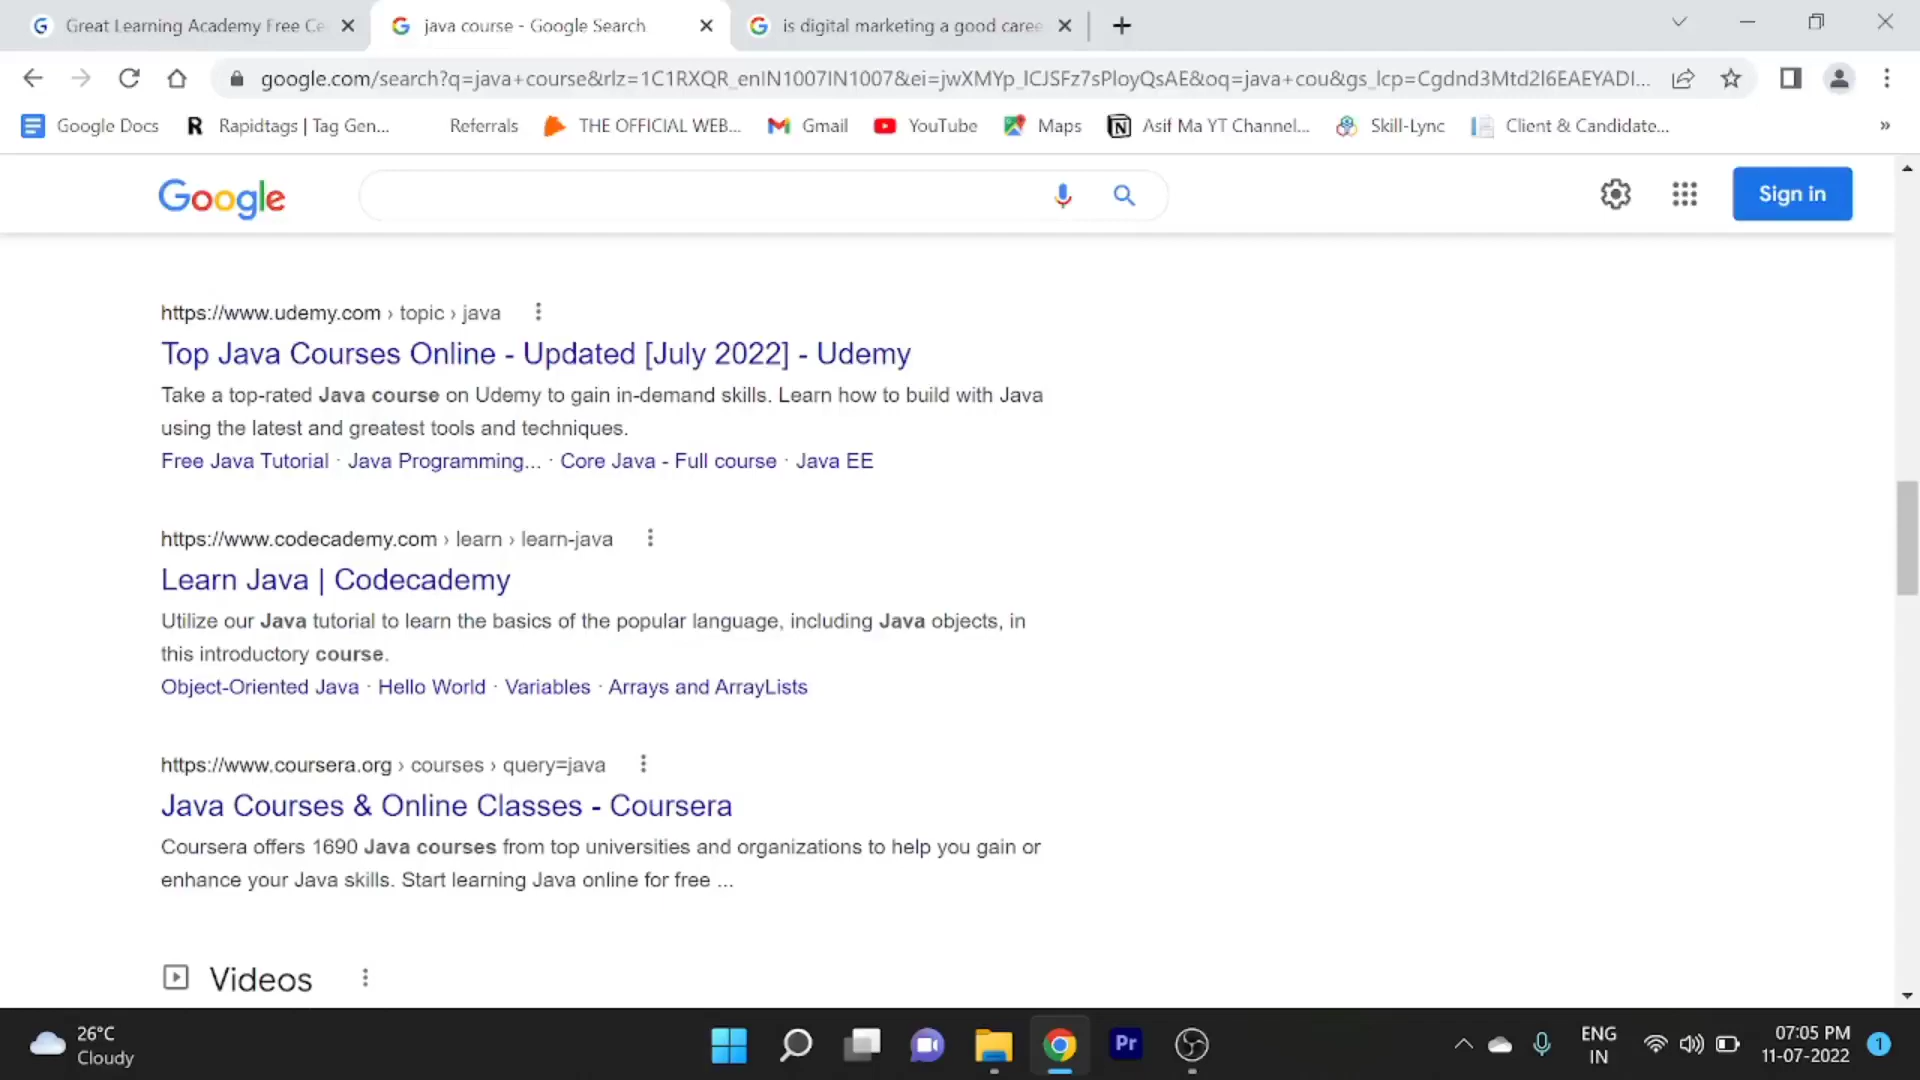 Great Learning Academy Free Ce
java course - Google Search
is digital marketing a good caree
google.com/search?q=java+course&rlz=1C1RXQR_enIN1007IN1007&ei=jwXMYp_ICJSFz7sPloyQsAE&oq=java+cou&gs_lcp=Cgdnd3Mtd2l6EAEYADI...
Google Docs
Rapidtags | Tag Gen...
Referrals
THE OFFICIAL WEB...
Gmail
YouTube
Maps
Asif Ma YT Channel...
Skill-Lync
Client & Candidate...
»
Google
Sign in
https://www.udemy.com › topic › java
Top Java Courses Online - Updated [July 2022] - Udemy
Take a top-rated Java course on Udemy to gain in-demand skills. Learn how to build with Java
using the latest and greatest tools and techniques.
Free Java Tutorial · Java Programming... · Core Java - Full course · Java EE
https://www.codecademy.com › learn › learn-java
Learn Java | Codecademy
Utilize our Java tutorial to learn the basics of the popular language, including Java objects, in
this introductory course.
Object-Oriented Java · Hello World · Variables · Arrays and ArrayLists
https://www.coursera.org › courses › query=java
Java Courses & Online Classes - Coursera
Coursera offers 1690 Java courses from top universities and organizations to help you gain or
enhance your Java skills. Start learning Java online for free ...
Videos
26°C
Cloudy
Pr
ENG
IN
07:05 PM
11-07-2022
1